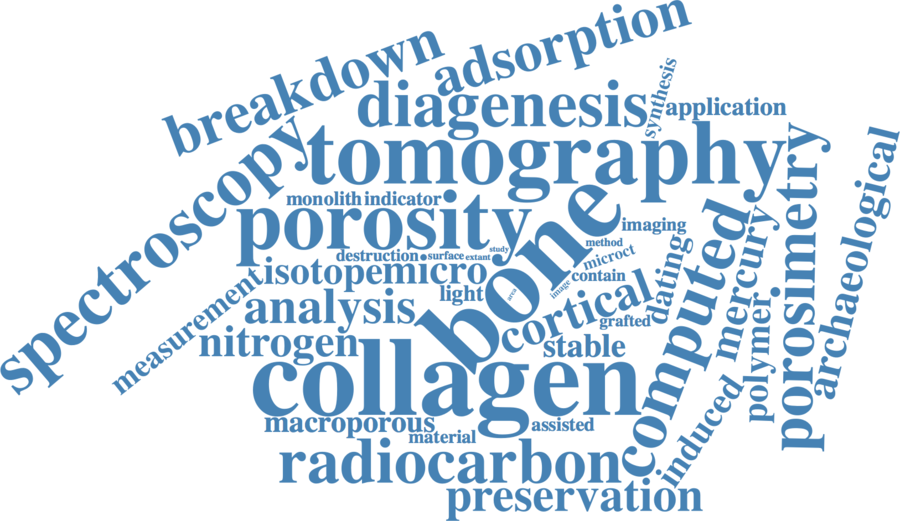 breakdown
adsorption
diagenesis
synthesis
application
tomography
spectroscopy
monolith
indicator
porosity
bone
imaging
computed
porosimetry
archaeological
method
study
destruction
surface
extant
isotope
micro
microct
contain
dating
mercury
measurement
light
area
image
analysis
cortical
grafted
polymer
nitrogen
stable
collagen
macroporous
material
assisted
induced
radiocarbon
preservation